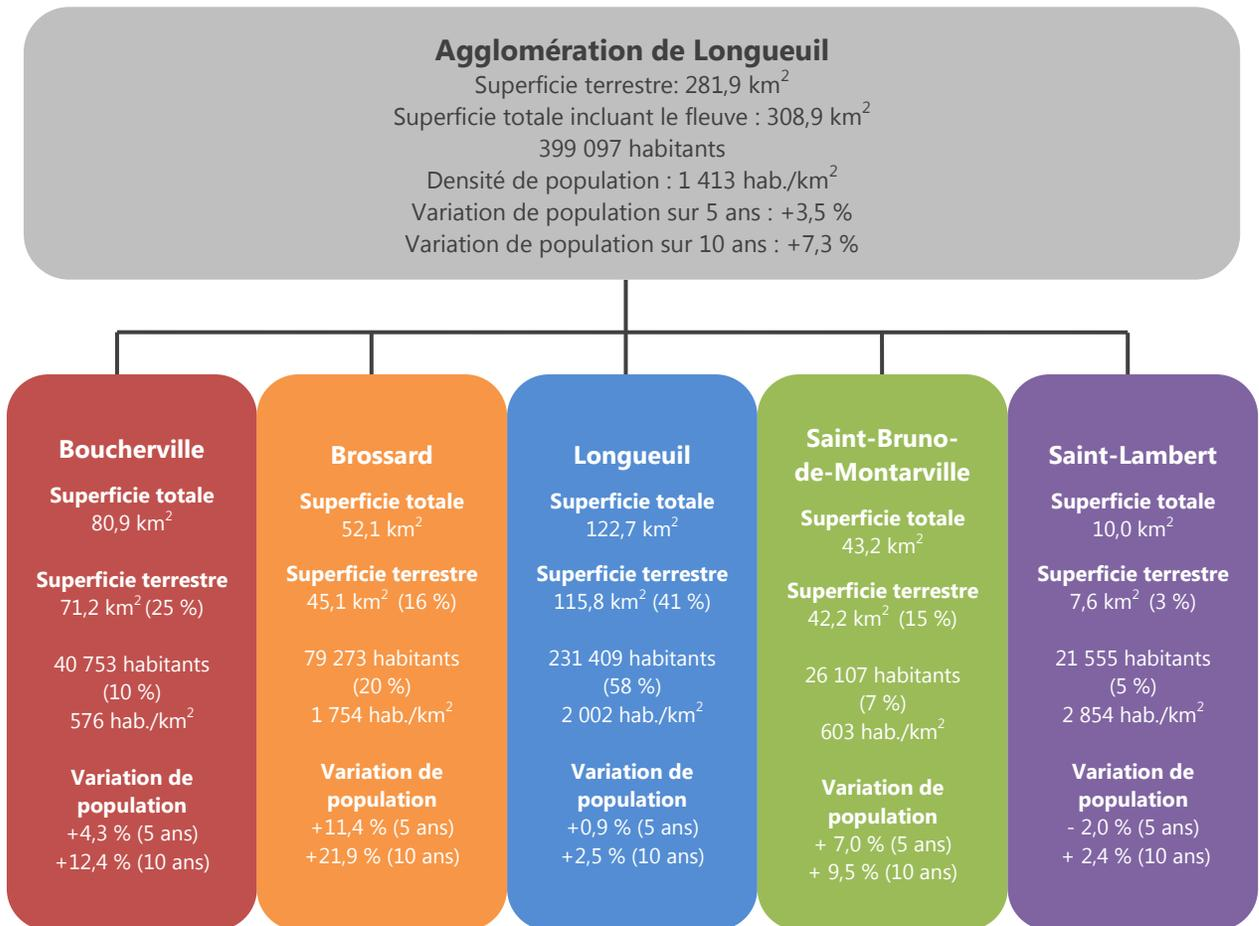 Agglomération de Longueuil
Superficie terrestre: 281,9 km²
Superficie totale incluant le fleuve : 308,9 km²
399 097 habitants
Densité de population : 1 413 hab./km²
Variation de population sur 5 ans : +3,5 %
Variation de population sur 10 ans : +7,3 %
Boucherville
Superficie totale
80,9 km²
Superficie terrestre
71,2 km² (25 %)
40 753 habitants
(10 %)
576 hab./km²
Variation de
population
+4,3 % (5 ans)
+12,4 % (10 ans)
Brossard
Superficie totale
52,1 km²
Superficie terrestre
45,1 km² (16 %)
79 273 habitants
(20 %)
1 754 hab./km²
Variation de
population
+11,4 % (5 ans)
+21,9 % (10 ans)
Longueuil
Superficie totale
122,7 km²
Superficie terrestre
115,8 km² (41 %)
231 409 habitants
(58 %)
2 002 hab./km²
Variation de
population
+0,9 % (5 ans)
+2,5 % (10 ans)
Saint-Bruno-
de-Montarville
Superficie totale
43,2 km²
Superficie terrestre
42,2 km² (15 %)
26 107 habitants
(7 %)
603 hab./km²
Variation de
population
+ 7,0 % (5 ans)
+ 9,5 % (10 ans)
Saint-Lambert
Superficie totale
10,0 km²
Superficie terrestre
7,6 km² (3 %)
21 555 habitants
(5 %)
2 854 hab./km²
Variation de
population
- 2,0 % (5 ans)
+ 2,4 % (10 ans)